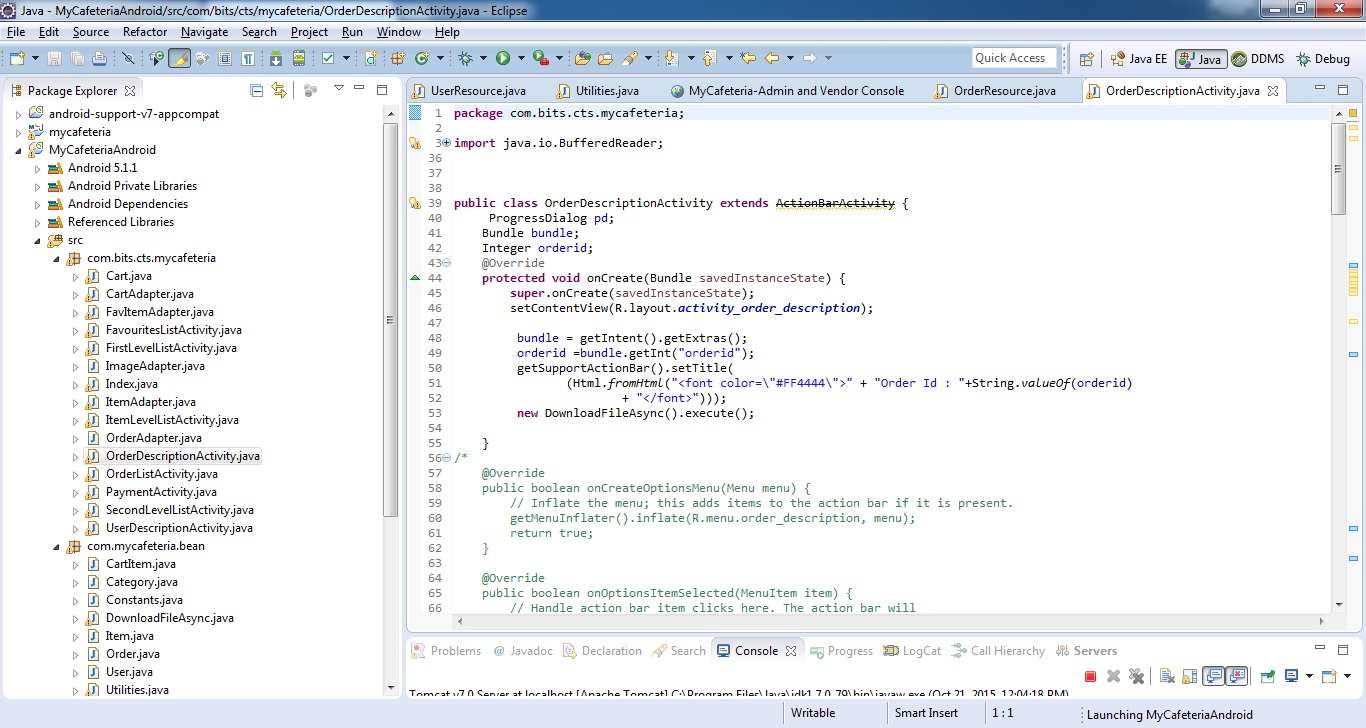 Java - MyCafeteriaAndroid/src/com/bits/cts/mycafeteria/OrderDescriptionActivity.java - Eclipse
File Edit Source Refactor Navigate Search Project Run Window Help
Quick Access Java EE Java DDMS Debug
Package Explorer
android-support-v7-appcompat
mycafeteria
MyCafeteriaAndroid
Android 5.1.1
Android Private Libraries
Android Dependencies
Referenced Libraries
src
com.bits.cts.mycafeteria
Cart.java
CartAdapter.java
FavItemAdapter.java
FavouritesListActivity.java
FirstLevelListActivity.java
ImageAdapter.java
Index.java
ItemAdapter.java
ItemLevelListActivity.java
OrderAdapter.java
OrderDescriptionActivity.java
OrderListActivity.java
PaymentActivity.java
SecondLevelListActivity.java
UserDescriptionActivity.java
com.mycafeteria.bean
CartItem.java
Category.java
Constants.java
DownloadFileAsync.java
Item.java
Order.java
User.java
Utilities.java
UserResource.java Utilities.java MyCafeteria-Admin and Vendor Console OrderResource.java OrderDescriptionActivity.java
1 package com.bits.cts.mycafeteria;
2
3 import java.io.BufferedReader;
36
37
38
39 public class OrderDescriptionActivity extends ActionBarActivity {
40 ProgressDialog pd;
41 Bundle bundle;
42 Integer orderid;
43 @Override
44 protected void onCreate(Bundle savedInstanceState) {
45 super.onCreate(savedInstanceState);
46 setContentView(R.layout.activity_order_description);
47
48 bundle = getIntent().getExtras();
49 orderid =bundle.getInt("orderid");
50 getSupportActionBar().setTitle(
51 (Html.fromHtml("<font color=\"#FF4444\">" + "Order Id : "+String.valueOf(orderid)
52 + "</font>")));
53 new DownloadFileAsync().execute();
54
55 }
56 /*
57 @Override
58 public boolean onCreateOptionsMenu(Menu menu) {
59 // Inflate the menu; this adds items to the action bar if it is present.
60 getMenuInflater().inflate(R.menu.order_description, menu);
61 return true;
62 }
63
64 @Override
65 public boolean onOptionsItemSelected(MenuItem item) {
66 // Handle action bar item clicks here. The action bar will
Problems @ Javadoc Declaration Search Console Progress LogCat Call Hierarchy Servers
Tomcat v7.0 Server at localhost [Apache Tomcat] C:\Program Files\Java\jdk1.7.0_79\bin\javaw.exe (Oct 21, 2015, 12:04:18 PM)
Writable Smart Insert 1 : 1 Launching MyCafeteriaAndroid